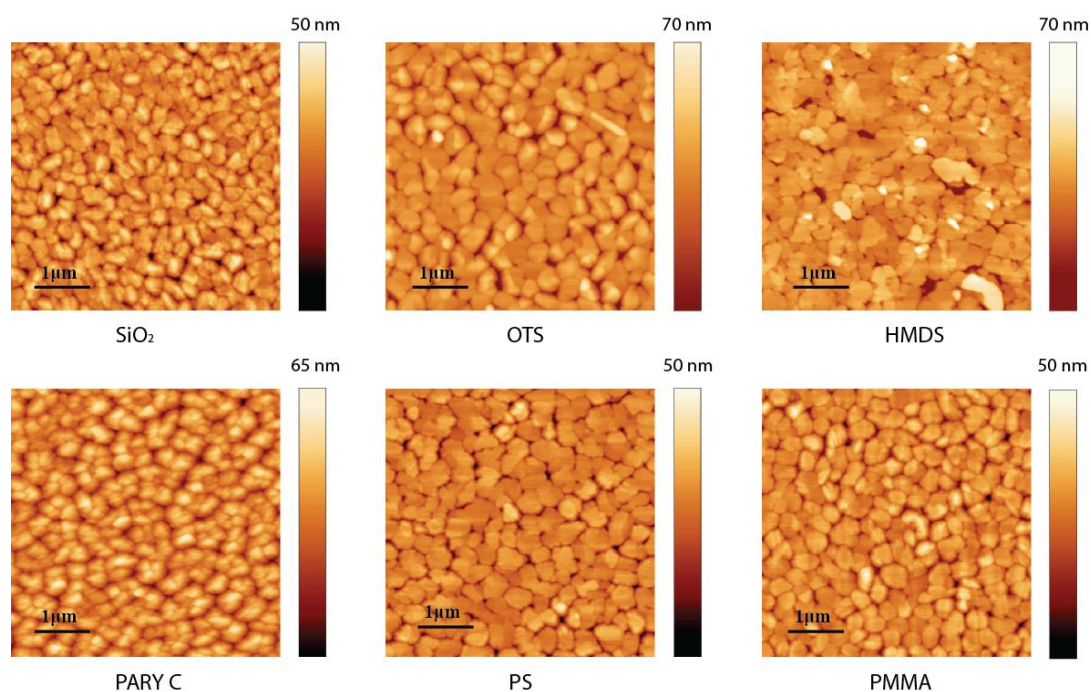 50 nm
70 nm
70 nm
1µm
1µm
1µm
SiO₂
OTS
HMDS
65 nm
50 nm
50 nm
1µm
1µm
1µm
PARY C
PS
PMMA